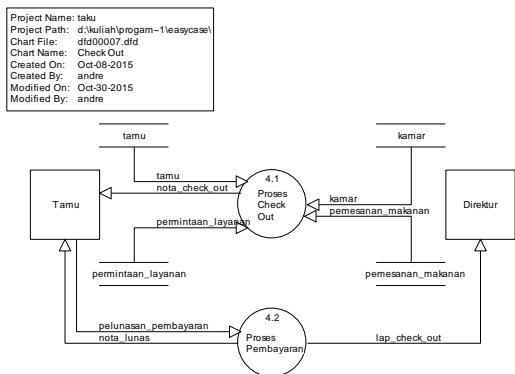 Project Name: taku
Project Path: d:\kuliah\progam~1\easycase\
Chart File: dfd00007.dfd
Chart Name: Check Out
Created On: Oct-08-2015
Created By: andre
Modified On: Oct-30-2015
Modified By: andre
tamu
kamar
tamu
nota_check_out
4.1
Proses
Check
Out
kamar
pemesanan_makanan
Tamu
Direktur
permintaan_layanan
permintaan_layanan
pemesanan_makanan
pelunasan_pembayaran
nota_lunas
4.2
Proses
Pembayaran
lap_check_out